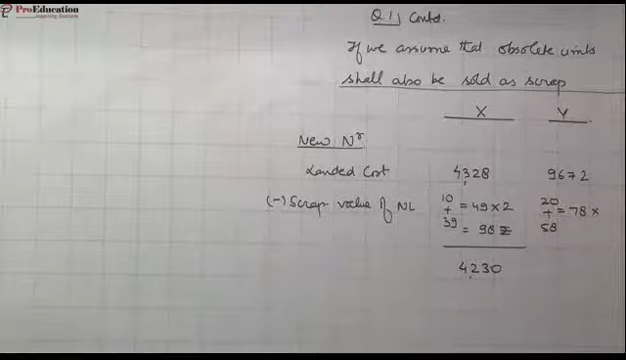 ProEducation
Q.1) Contd.
If we assume that obsolete units
shall also be sold as scrap
X Y
New Nr
Landed Cost 4328 9672
(-) Scrap value of NL 10 + 39 = 49 x 2 20 + 58 = 78 x
= 98
4230